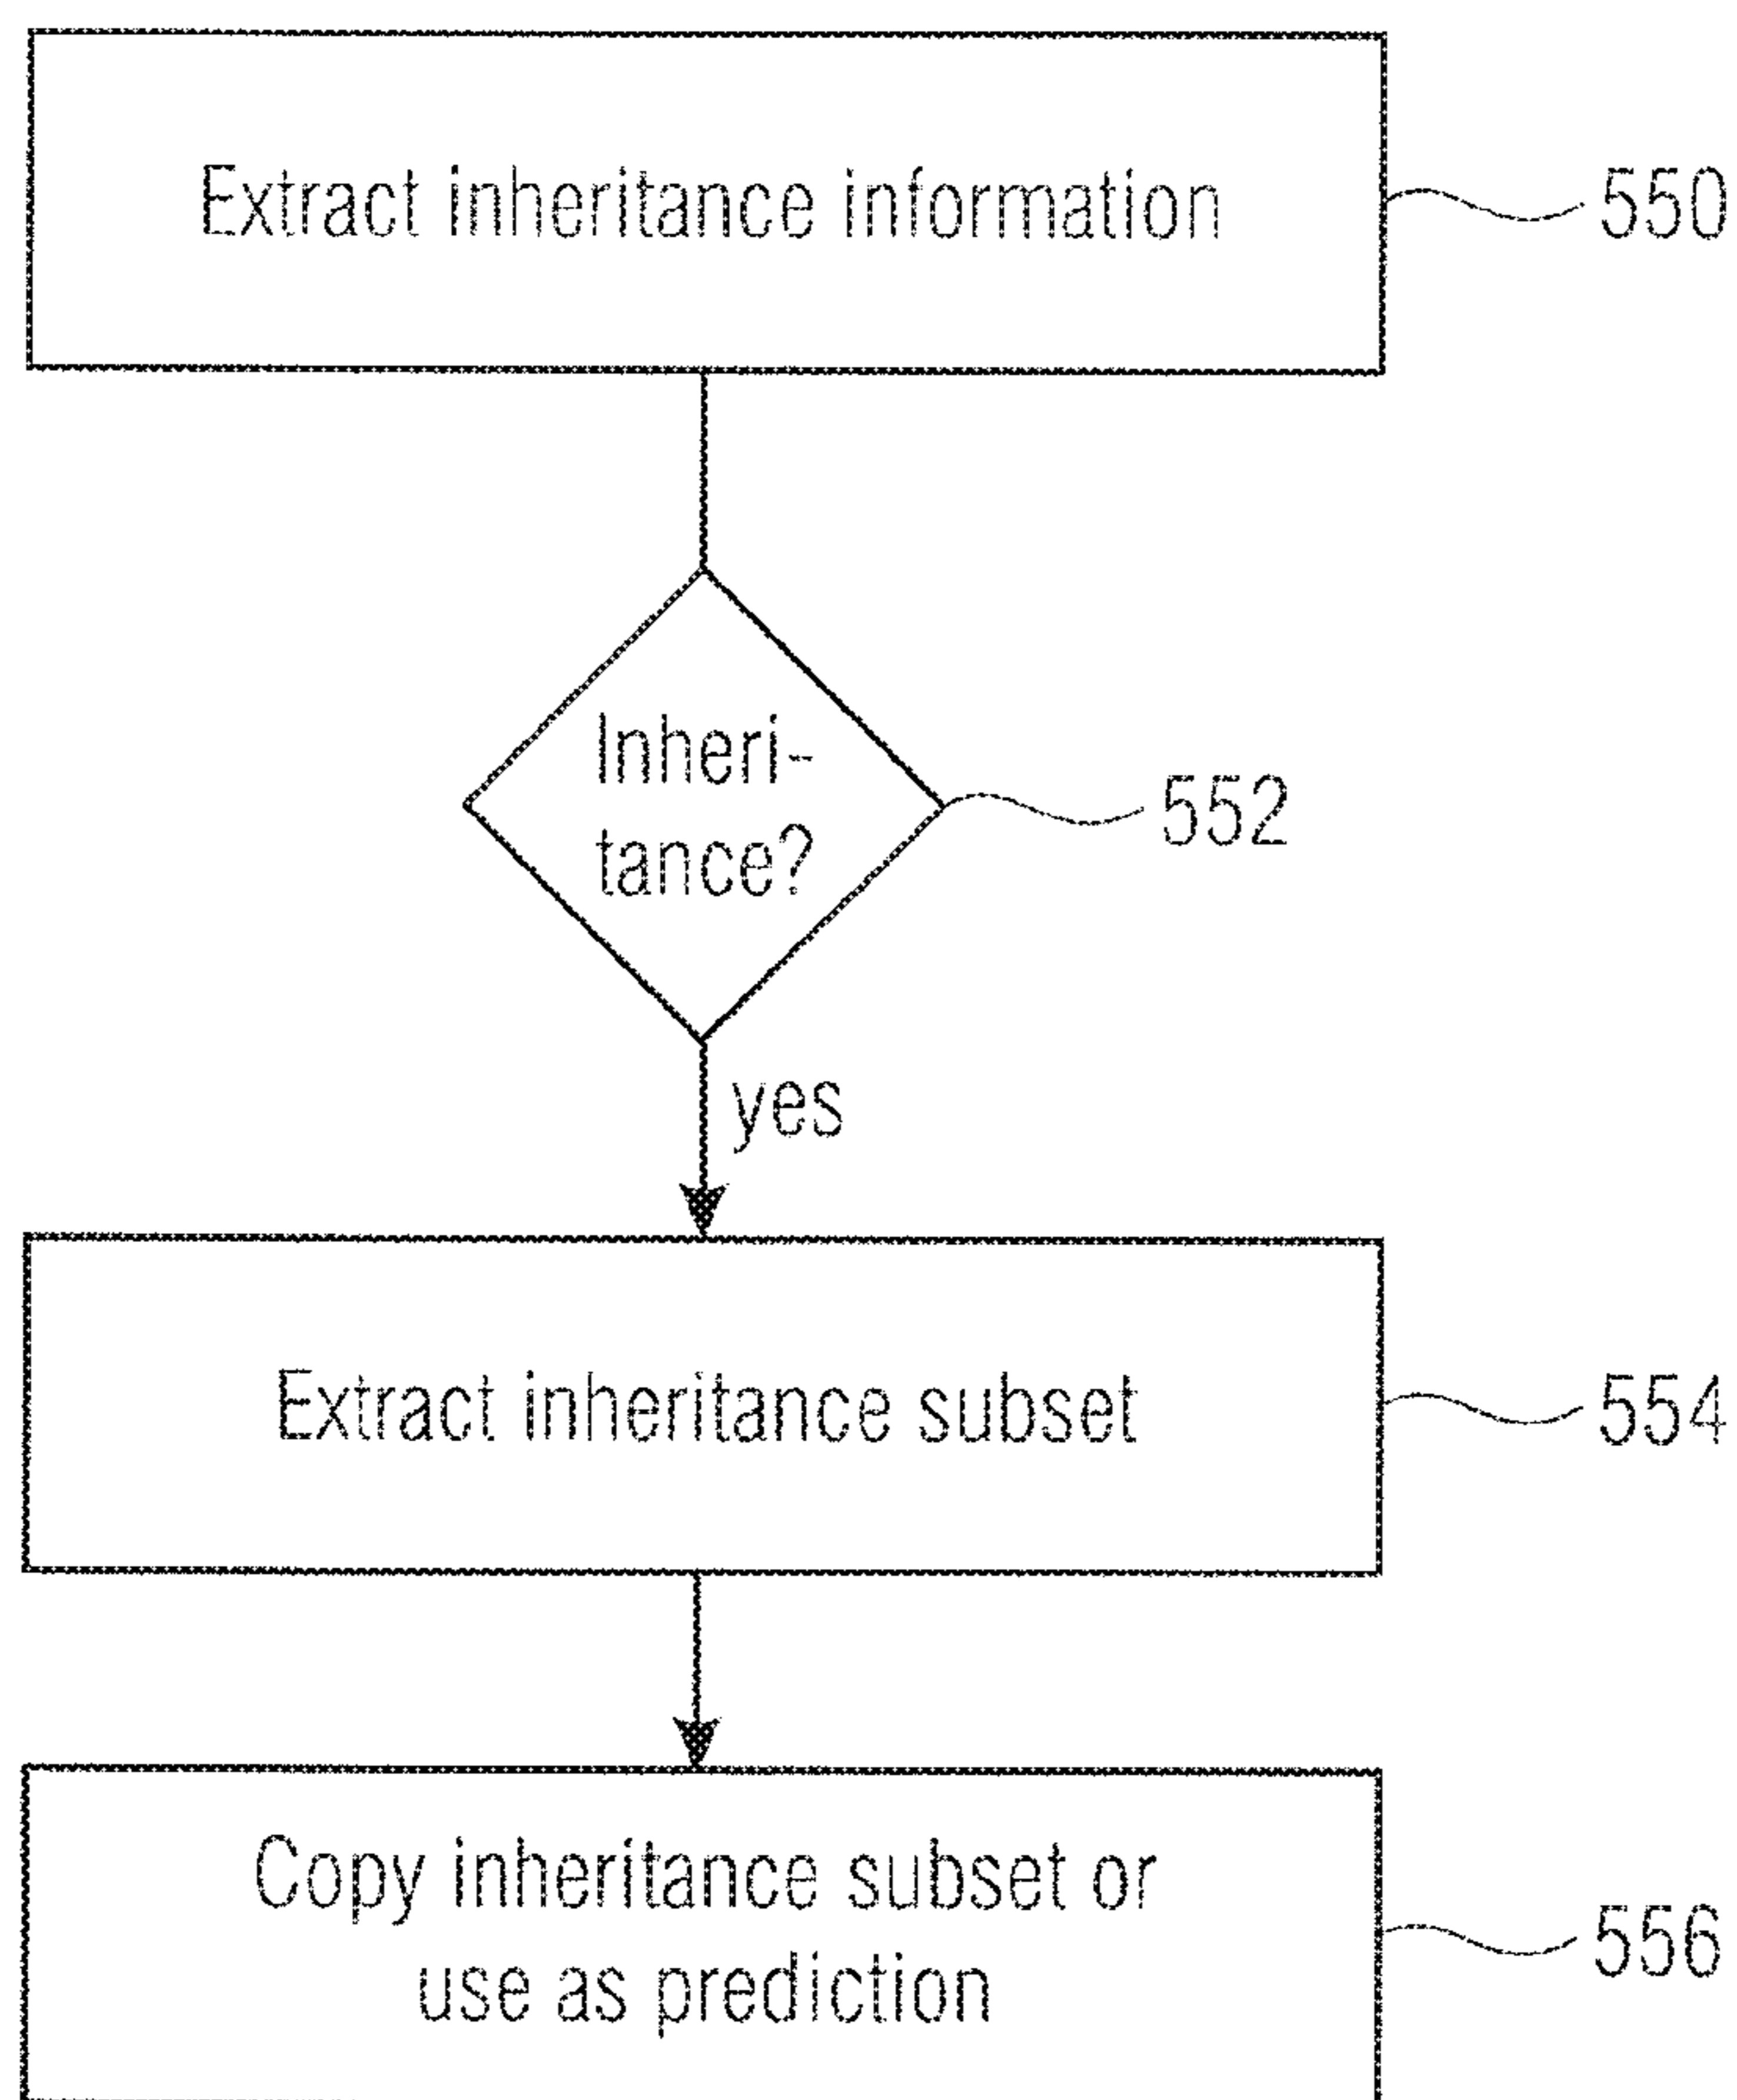 Extract inheritance information
550
Inheri-
tance?
552
yes
Extract inheritance subset
554
Copy inheritance subset or
use as prediction
556